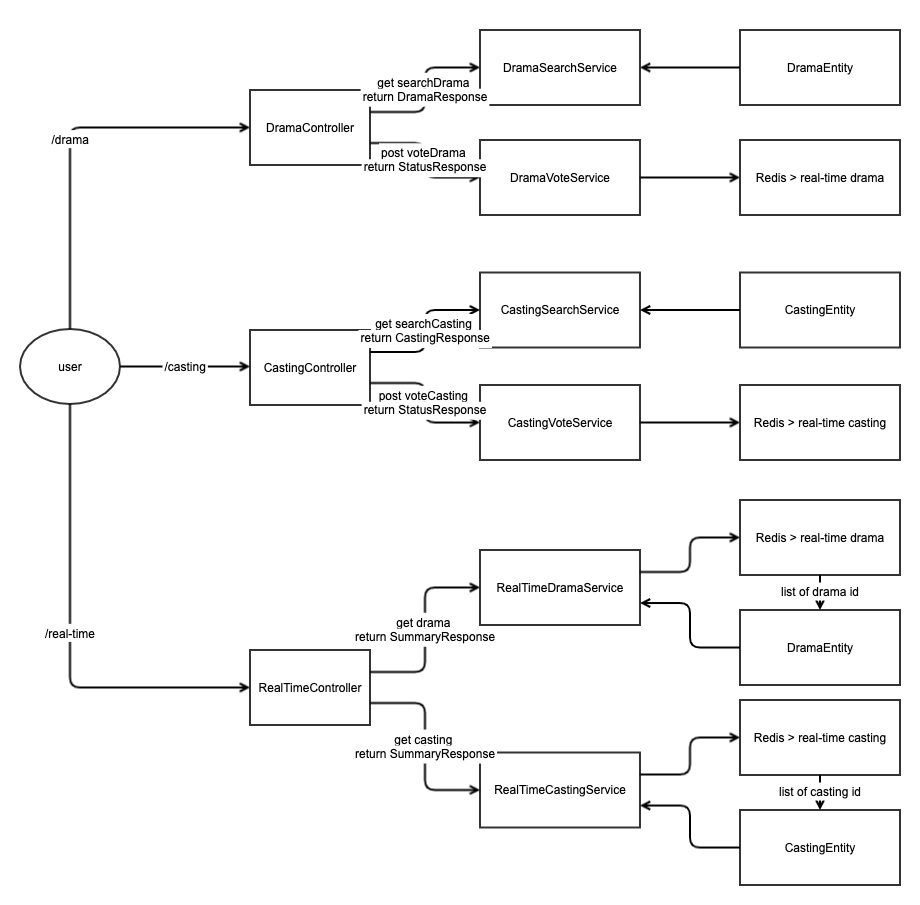 DramaSearchService
DramaEntity
get searchDrama
return DramaResponse
DramaController
/drama
post voteDrama
return StatusResponse
DramaVoteService
Redis > real-time drama
CastingSearchService
CastingEntity
get searchCasting
return CastingResponse
user
/casting
CastingController
post voteCasting
return StatusResponse
CastingVoteService
Redis > real-time casting
Redis > real-time drama
RealTimeDramaService
list of drama id
get drama
return SummaryResponse
/real-time
DramaEntity
RealTimeController
get casting
return SummaryResponse
Redis > real-time casting
RealTimeCastingService
list of casting id
CastingEntity